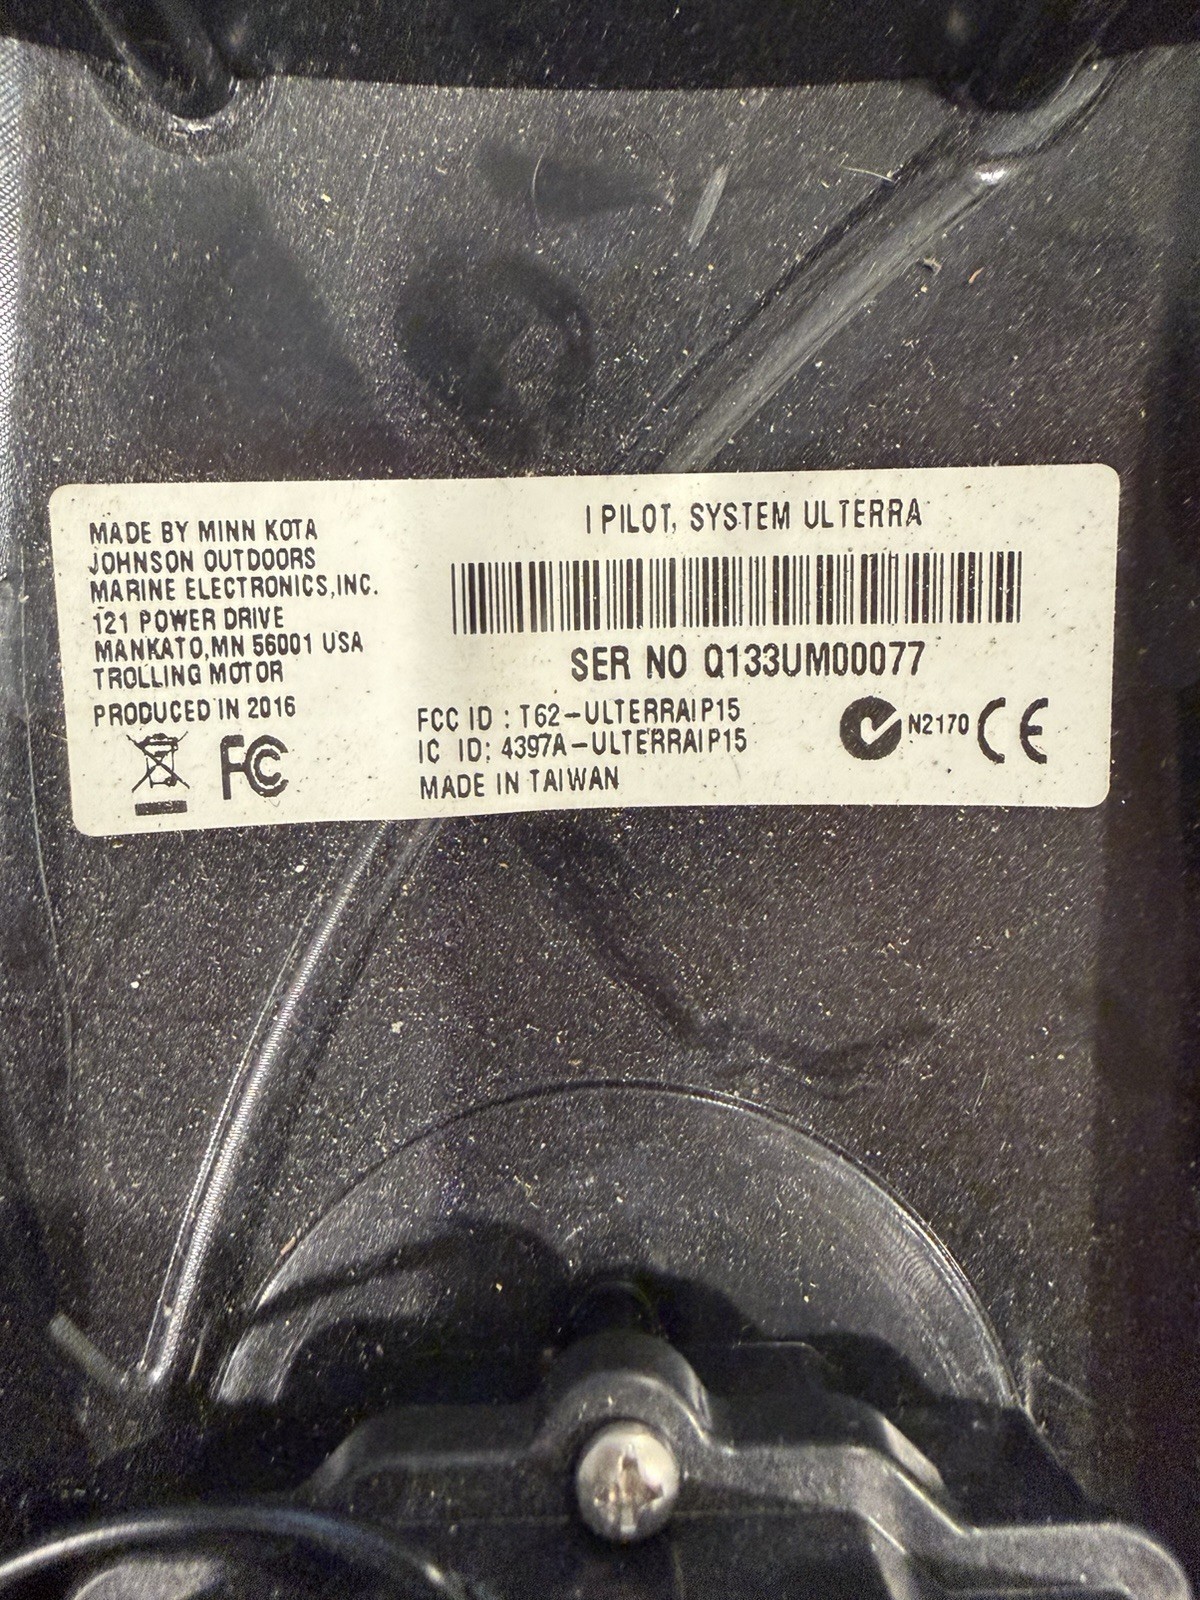 MADE BY MINN KOTA
JOHNSON OUTDOORS
MARINE ELECTRONICS,INC.
121 POWER DRIVE
MANKATO,MN 56001 USA
TROLLING MOTOR
PRODUCED IN 2016
FC
I PILOT, SYSTEM ULTERRA
SER NO Q133UM00077
FCC ID : T62-ULTERRAIP15
IC ID: 4397A-ULTERRAIP15
MADE IN TAIWAN
N2170 CE